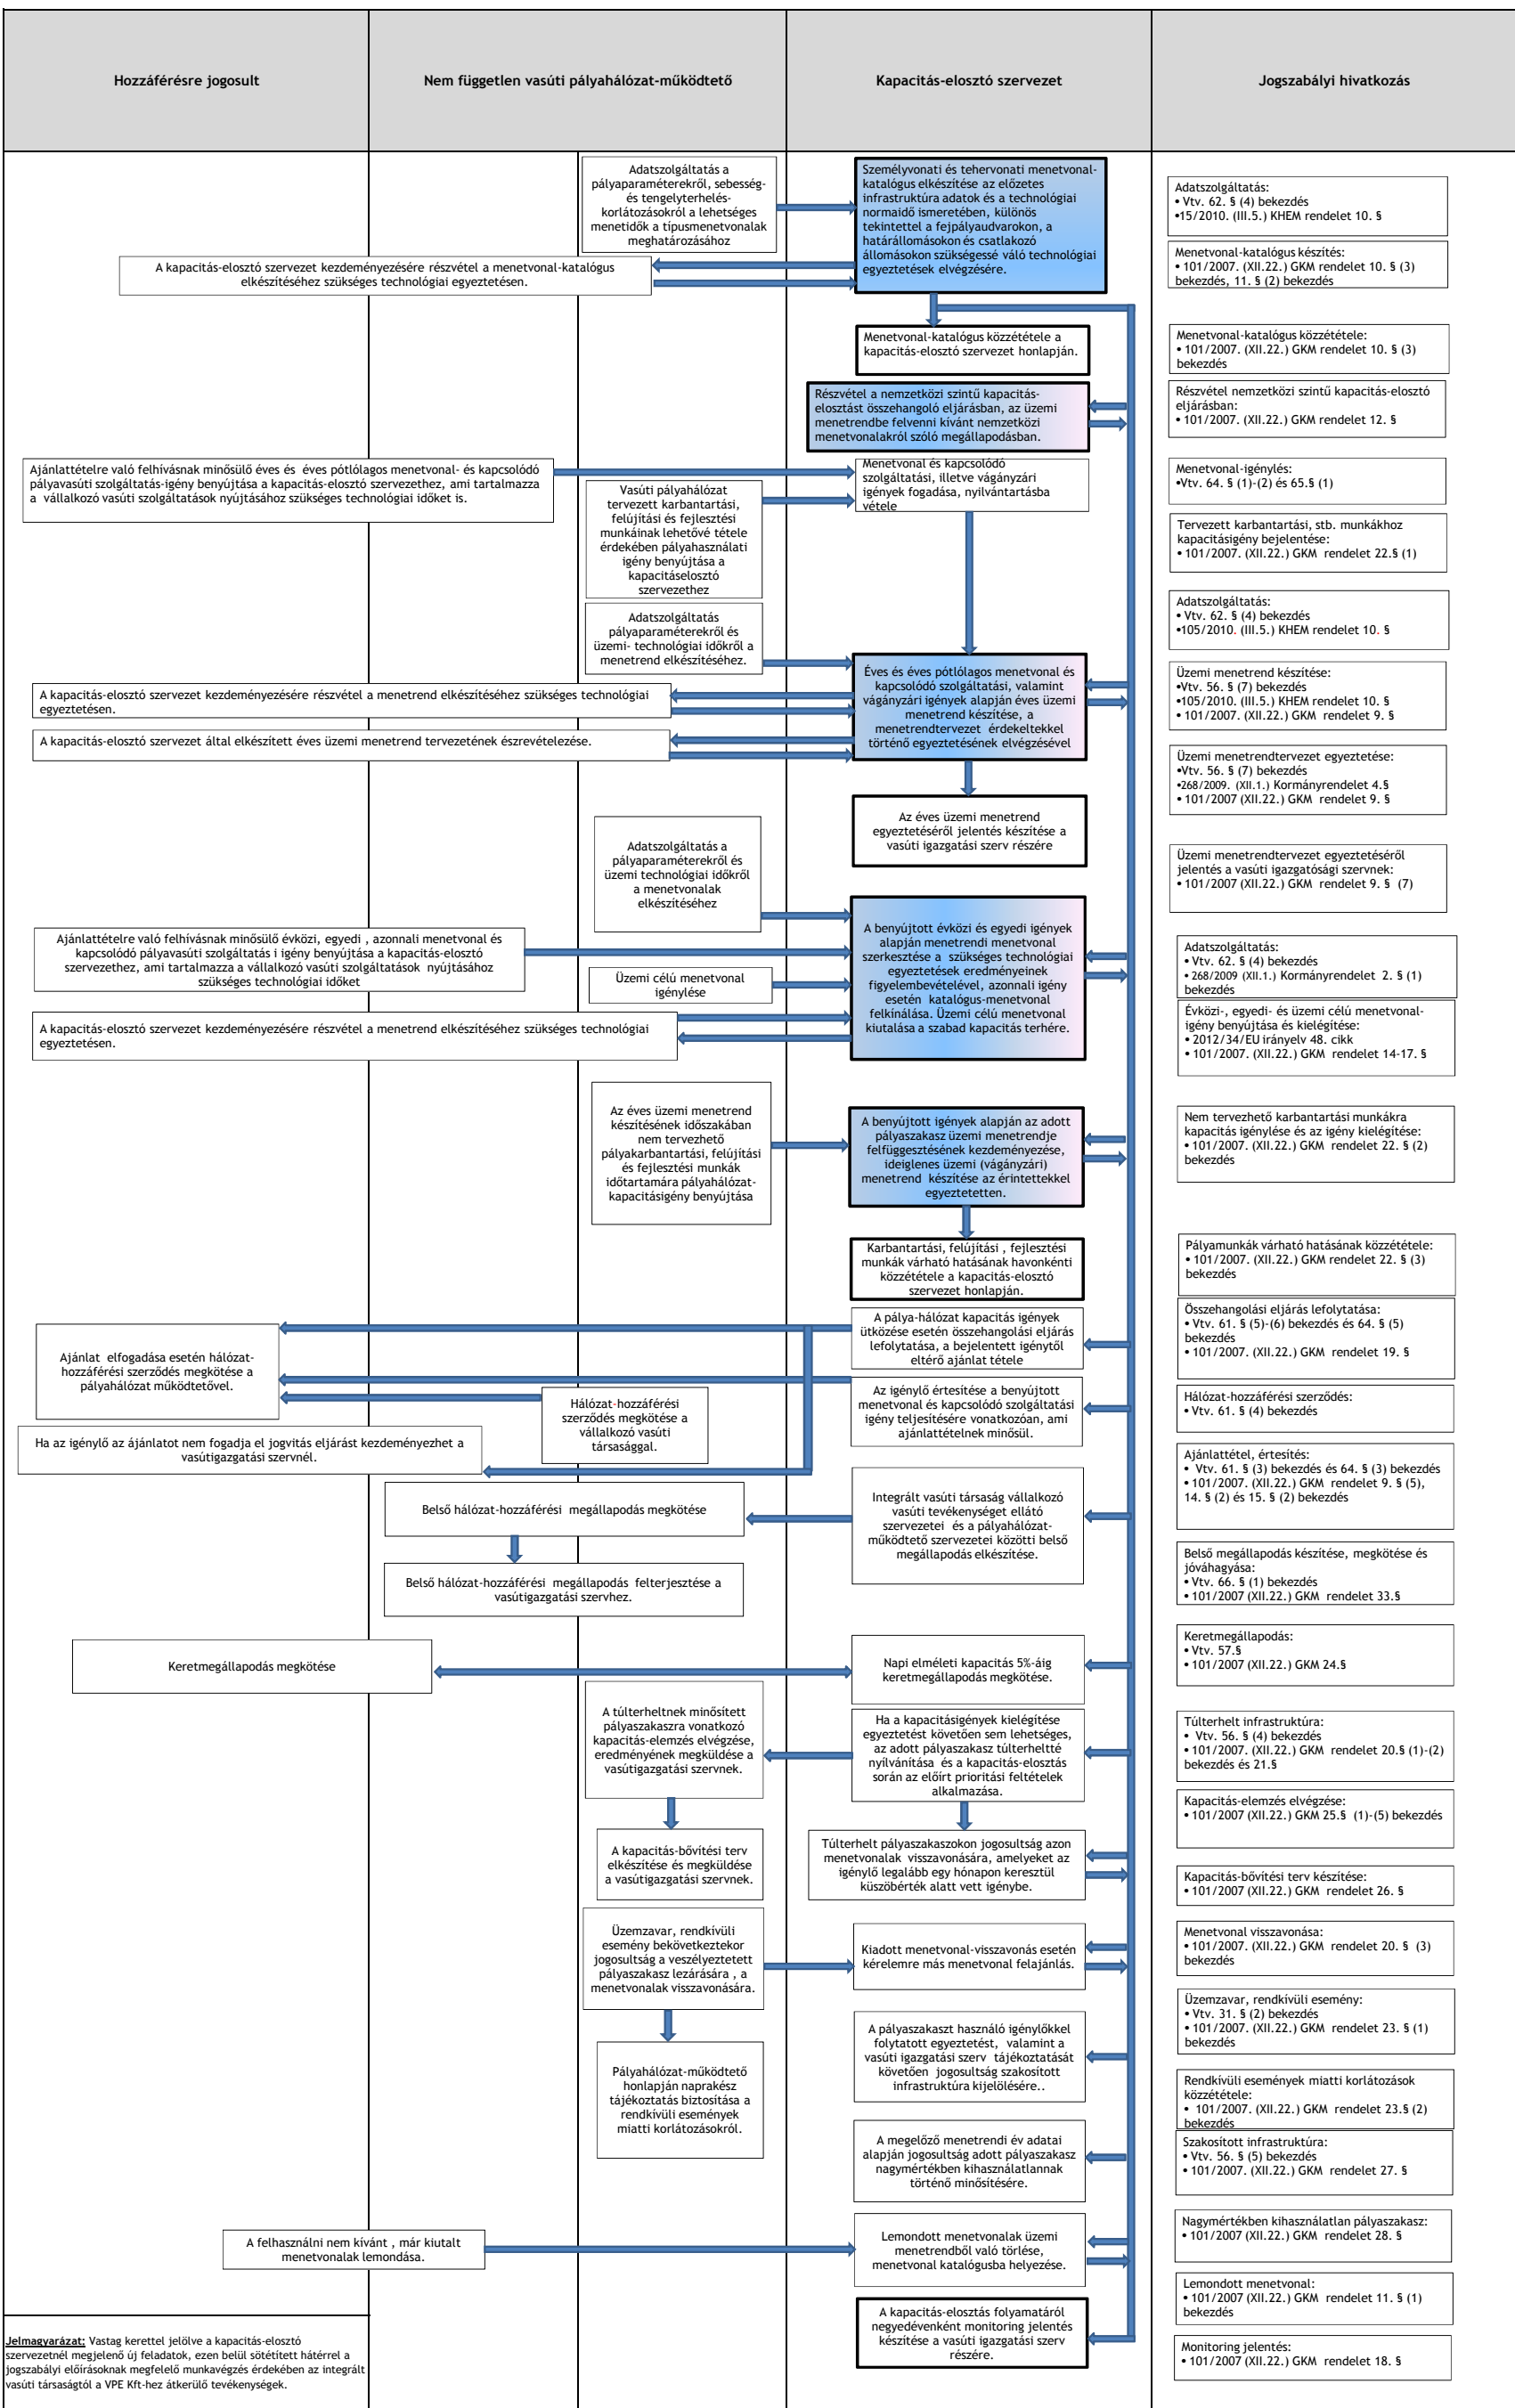 Hozzáférésre jogosult
Nem független vasúti pályahálózat-működtető
Kapacitás-elosztó szervezet
Jogszabályi hivatkozás
Adatszolgáltatás a
pályaparaméterekről, sebesség-
és tengelyterhelés-
korlátozásokról a lehetséges
menetidők a típusmenetvonalak
meghatározásához
Személyvonati és tehervonati menetvonal-
katalógus elkészítése az előzetes
infrastruktúra adatok és a technológiai
normaidő ismeretében, különös
tekintettel a fejpályaudvarokon, a
határállomásokon és csatlakozó
állomásokon szükségessé váló technológiai
egyeztetések elvégzésére.
Adatszolgáltatás:
• Vtv. 62. § (4) bekezdés
•15/2010. (III.5.) KHEM rendelet 10. §
A kapacitás-elosztó szervezet kezdeményezésére részvétel a menetvonal-katalógus
elkészítéséhez szükséges technológiai egyeztetésen.
Menetvonal-katalógus készítés:
• 101/2007. (XII.22.) GKM rendelet 10. § (3)
bekezdés, 11. § (2) bekezdés
Menetvonal-katalógus közzététele a
kapacitás-elosztó szervezet honlapján.
Menetvonal-katalógus közzététele:
• 101/2007. (XII.22.) GKM rendelet 10. § (3)
bekezdés
Részvétel a nemzetközi szintű kapacitás-
elosztást összehangoló eljárásban, az üzemi
menetrendbe felvenni kívánt nemzetközi
menetvonalakról szóló megállapodásban.
Részvétel nemzetközi szintű kapacitás-elosztó
eljárásban:
• 101/2007. (XII.22.) GKM rendelet 12. §
Ajánlattételre való felhívásnak minősülő éves és éves pótlólagos menetvonal- és kapcsolódó
pályavasúti szolgáltatás-igény benyújtása a kapacitás-elosztó szervezethez, ami tartalmazza
a vállalkozó vasúti szolgáltatások nyújtásához szükséges technológiai időket is.
Menetvonal és kapcsolódó
szolgáltatási, illetve vágányzári
igények fogadása, nyilvántartásba
vétele
Menetvonal-igénylés:
•Vtv. 64. § (1)-(2) és 65.§ (1)
Vasúti pályahálózat
tervezett karbantartási,
felújítási és fejlesztési
munkáinak lehetővé tétele
érdekében pályahasználati
igény benyújtása a
kapacitáselosztó
szervezethez
Tervezett karbantartási, stb. munkákhoz
kapacitásigény bejelentése:
• 101/2007. (XII.22.) GKM rendelet 22.§ (1)
Adatszolgáltatás
pályaparaméterekről és
üzemi- technológiai időkről a
menetrend elkészítéséhez.
Adatszolgáltatás:
• Vtv. 62. § (4) bekezdés
•105/2010. (III.5.) KHEM rendelet 10. §
Éves és éves pótlólagos menetvonal és
kapcsolódó szolgáltatási, valamint
vágányzári igények alapján éves üzemi
menetrend készítése, a
menetrendtervezet érdekeltekkel
történő egyeztetésének elvégzésével
A kapacitás-elosztó szervezet kezdeményezésére részvétel a menetrend elkészítéséhez szükséges technológiai
egyeztetésen.
A kapacitás-elosztó szervezet által elkészített éves üzemi menetrend tervezetének észrevételezése.
Üzemi menetrend készítése:
•Vtv. 56. § (7) bekezdés
•105/2010. (III.5.) KHEM rendelet 10. §
• 101/2007. (XII.22.) GKM rendelet 9. §
Üzemi menetrendtervezet egyeztetése:
•Vtv. 56. § (7) bekezdés
•268/2009. (XII.1.) Kormányrendelet 4.§
• 101/2007 (XII.22.) GKM rendelet 9. §
Az éves üzemi menetrend
egyeztetéséről jelentés készítése a
vasúti igazgatási szerv részére
Üzemi menetrendtervezet egyeztetéséről
jelentés a vasúti igazgatósági szervnek:
• 101/2007 (XII.22.) GKM rendelet 9. § (7)
Adatszolgáltatás a
pályaparaméterekről és
üzemi technológiai időkről
a menetvonalak
elkészítéséhez
Ajánlattételre való felhívásnak minősülő évközi, egyedi , azonnali menetvonal és
kapcsolódó pályavasúti szolgáltatás i igény benyújtása a kapacitás-elosztó
szervezethez, ami tartalmazza a vállalkozó vasúti szolgáltatások nyújtásához
szükséges technológiai időket
Üzemi célú menetvonal
igénylése
A benyújtott évközi és egyedi igények
alapján menetrendi menetvonal
szerkesztése a szükséges technológiai
egyeztetések eredményeinek
figyelembevételével, azonnali igény
esetén katalógus-menetvonal
felkínálása. Üzemi célú menetvonal
kiutalása a szabad kapacitás terhére.
Adatszolgáltatás:
• Vtv. 62. § (4) bekezdés
• 268/2009 (XII.1.) Kormányrendelet 2. § (1)
bekezdés
A kapacitás-elosztó szervezet kezdeményezésére részvétel a menetrend elkészítéséhez szükséges technológiai
egyeztetésen.
Évközi-, egyedi- és üzemi célú menetvonal-
igény benyújtása és kielégítése:
• 2012/34/EU irányelv 48. cikk
• 101/2007. (XII.22.) GKM rendelet 14-17. §
Az éves üzemi menetrend
készítésének időszakában
nem tervezhető
pályakarbantartási, felújítási
és fejlesztési munkák
időtartamára pályahálózat-
kapacitásigény benyújtása
A benyújtott igények alapján az adott
pályaszakasz üzemi menetrendje
felfüggesztésének kezdeményezése,
ideiglenes üzemi (vágányzári)
menetrend készítése az érintettekkel
egyeztetetten.
Nem tervezhető karbantartási munkákra
kapacitás igénylése és az igény kielégítése:
• 101/2007. (XII.22.) GKM rendelet 22. § (2)
bekezdés
Karbantartási, felújítási , fejlesztési
munkák várható hatásának havonkénti
közzététele a kapacitás-elosztó
szervezet honlapján.
Pályamunkák várható hatásának közzététele:
• 101/2007. (XII.22.) GKM rendelet 22. § (3)
bekezdés
A pálya-hálózat kapacitás igények
ütközése esetén összehangolási eljárás
lefolytatása, a bejelentett igénytől
eltérő ajánlat tétele
Összehangolási eljárás lefolytatása:
• Vtv. 61. § (5)-(6) bekezdés és 64. § (5)
bekezdés
• 101/2007. (XII.22.) GKM rendelet 19. §
Ajánlat elfogadása esetén hálózat-
hozzáférési szerződés megkötése a
pályahálózat működtetővel.
Hálózat-hozzáférési
szerződés megkötése a
vállalkozó vasúti
társasággal.
Az igénylő értesítése a benyújtott
menetvonal és kapcsolódó szolgáltatási
igény teljesítésére vonatkozóan, ami
ajánlattételnek minősül.
Hálózat-hozzáférési szerződés:
• Vtv. 61. § (4) bekezdés
Ha az igénylő az ajánlatot nem fogadja el jogvitás eljárást kezdeményezhet a
vasútigazgatási szervnél.
Ajánlattétel, értesítés:
• Vtv. 61. § (3) bekezdés és 64. § (3) bekezdés
• 101/2007. (XII.22.) GKM rendelet 9. § (5),
14. § (2) és 15. § (2) bekezdés
Belső hálózat-hozzáférési megállapodás megkötése
Integrált vasúti társaság vállalkozó
vasúti tevékenységet ellátó
szervezetei és a pályahálózat-
működtető szervezetei közötti belső
megállapodás elkészítése.
Belső hálózat-hozzáférési megállapodás felterjesztése a
vasútigazgatási szervhez.
Belső megállapodás készítése, megkötése és
jóváhagyása:
• Vtv. 66. § (1) bekezdés
• 101/2007 (XII.22.) GKM rendelet 33.§
Keretmegállapodás megkötése
Napi elméleti kapacitás 5%-áig
keretmegállapodás megkötése.
Keretmegállapodás:
• Vtv. 57.§
• 101/2007 (XII.22.) GKM 24.§
A túlterheltnek minősített
pályaszakaszra vonatkozó
kapacitás-elemzés elvégzése,
eredményének megküldése a
vasútigazgatási szervnek.
Ha a kapacitásigények kielégítése
egyeztetést követően sem lehetséges,
az adott pályaszakasz túlterheltté
nyilvánítása és a kapacitás-elosztás
során az előírt prioritási feltételek
alkalmazása.
Túlterhelt infrastruktúra:
• Vtv. 56. § (4) bekezdés
• 101/2007. (XII.22.) GKM rendelet 20.§ (1)-(2)
bekezdés és 21.§
Kapacitás-elemzés elvégzése:
• 101/2007 (XII.22.) GKM 25.§ (1)-(5) bekezdés
A kapacitás-bővítési terv
elkészítése és megküldése
a vasútigazgatási szervnek.
Túlterhelt pályaszakaszokon jogosultság azon
menetvonalak visszavonására, amelyeket az
igénylő legalább egy hónapon keresztül
küszöbérték alatt vett igénybe.
Kapacitás-bővítési terv készítése:
• 101/2007 (XII.22.) GKM rendelet 26. §
Üzemzavar, rendkívüli
esemény bekövetkeztekor
jogosultság a veszélyeztetett
pályaszakasz lezárására , a
menetvonalak visszavonására.
Kiadott menetvonal-visszavonás esetén
kérelemre más menetvonal felajánlás.
Menetvonal visszavonása:
• 101/2007. (XII.22.) GKM rendelet 20. § (3)
bekezdés
Üzemzavar, rendkívüli esemény:
• Vtv. 31. § (2) bekezdés
• 101/2007. (XII.22.) GKM rendelet 23. § (1)
bekezdés
Pályahálózat-működtető
honlapján naprakész
tájékoztatás biztosítása a
rendkívüli események
miatti korlátozásokról.
A pályaszakaszt használó igénylőkkel
folytatott egyeztetést, valamint a
vasúti igazgatási szerv tájékoztatását
követően jogosultság szakosított
infrastruktúra kijelölésére..
Rendkívüli események miatti korlátozások
közzététele:
• 101/2007. (XII.22.) GKM rendelet 23.§ (2)
bekezdés
A megelőző menetrendi év adatai
alapján jogosultság adott pályaszakasz
nagymértékben kihasználatlannak
történő minősítésére.
Szakosított infrastruktúra:
• Vtv. 56. § (5) bekezdés
• 101/2007. (XII.22.) GKM rendelet 27. §
A felhasználni nem kívánt , már kiutalt
menetvonalak lemondása.
Lemondott menetvonalak üzemi
menetrendből való törlése,
menetvonal katalógusba helyezése.
Nagymértékben kihasználatlan pályaszakasz:
• 101/2007 (XII.22.) GKM rendelet 28. §
Lemondott menetvonal:
• 101/2007 (XII.22.) GKM rendelet 11. § (1)
bekezdés
A kapacitás-elosztás folyamatáról
negyedévenként monitoring jelentés
készítése a vasúti igazgatási szerv
részére.
Monitoring jelentés:
• 101/2007 (XII.22.) GKM rendelet 18. §
Jelmagyarázat: Vastag kerettel jelölve a kapacitás-elosztó
szervezetnél megjelenő új feladatok, ezen belül sötétített hátérrel a
jogszabályi előírásoknak megfelelő munkavégzés érdekében az integrált
vasúti társaságtól a VPE Kft-hez átkerülő tevékenységek.